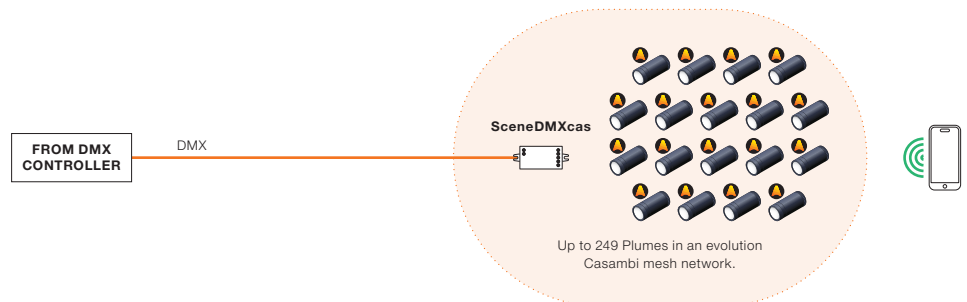 FROM DMX
CONTROLLER
DMX
SceneDMXcas
Up to 249 Plumes in an evolution
Casambi mesh network.